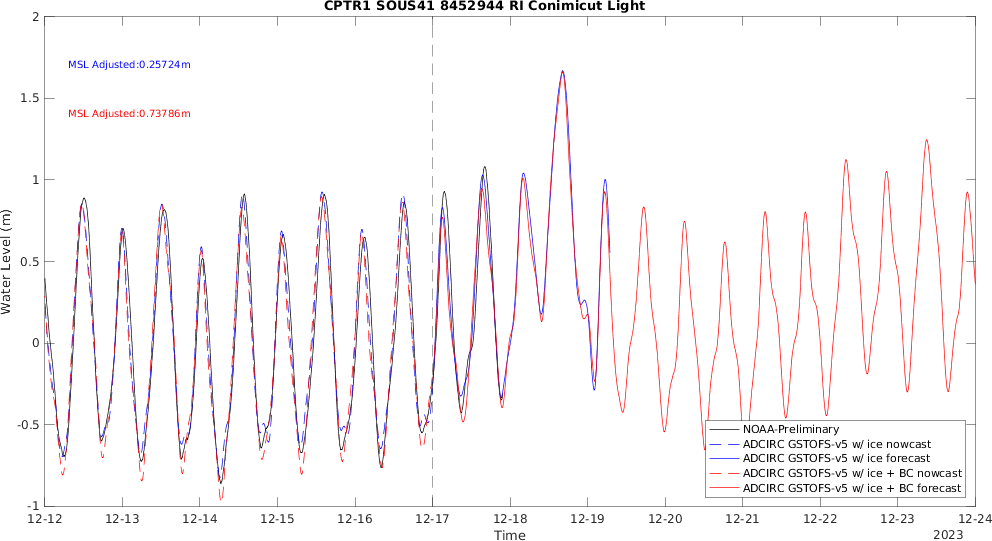 CPTR1 SOUS41 8452944 RI Conimicut Light
2
1.5
1
0.5
0
-0.5
-1
Water Level (m)
MSL Adjusted:0.25724m
MSL Adjusted:0.73786m
NOAA-Preliminary
ADCIRC GSTOFS-v5 w/ ice nowcast
ADCIRC GSTOFS-v5 w/ ice forecast
ADCIRC GSTOFS-v5 w/ ice + BC nowcast
ADCIRC GSTOFS-v5 w/ ice + BC forecast
12-12 12-13 12-14 12-15 12-16 12-17 12-18 12-19 12-20 12-21 12-22 12-23 12-24
Time
2023